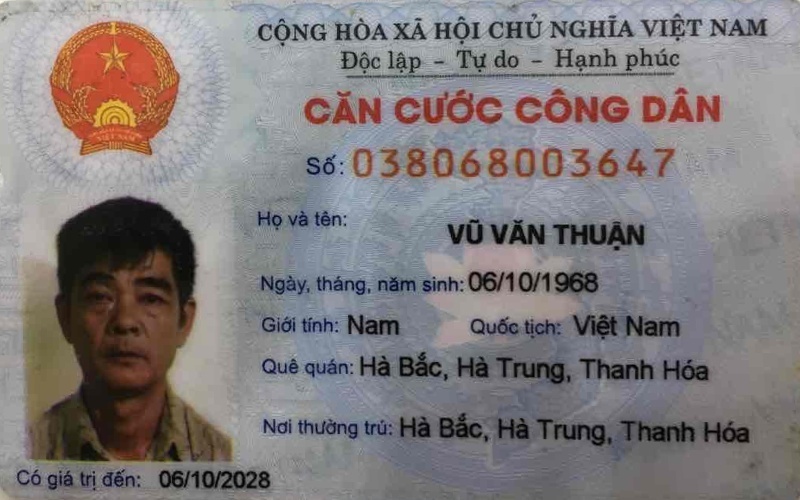 CỘNG HÒA XÃ HỘI CHỦ NGHĨA VIỆT NAM
Độc lập - Tự do - Hạnh phúc
CĂN CƯỚC CÔNG DÂN
Số: 038068003647
Họ và tên: VŨ VĂN THUẬN
Ngày, tháng, năm sinh: 06/10/1968
Giới tính: Nam Quốc tịch: Việt Nam
Quê quán: Hà Bắc, Hà Trung, Thanh Hóa
Nơi thường trú: Hà Bắc, Hà Trung, Thanh Hóa
Có giá trị đến: 06/10/2028